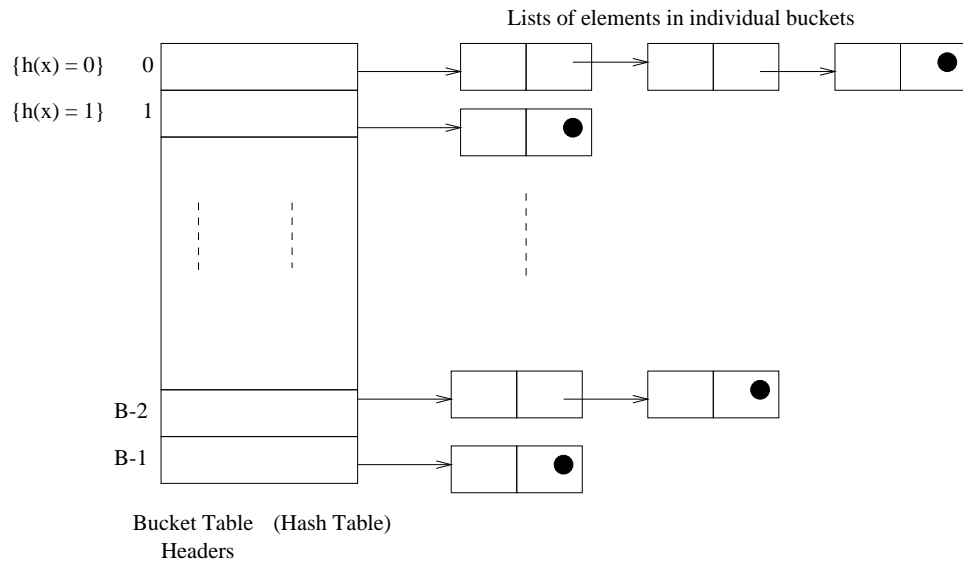 Lists of elements in individual buckets
{h(x) = 0} 0
{h(x) = 1} 1
B-2
B-1
Bucket Table (Hash Table)
Headers